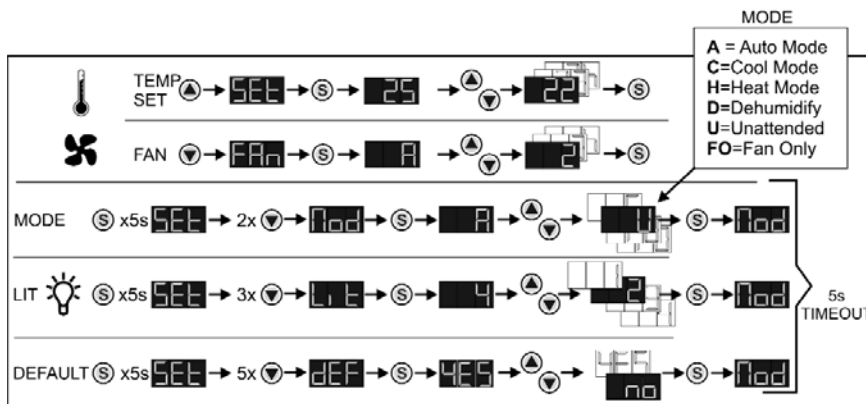 MODE
A = Auto Mode
C=Cool Mode
H=Heat Mode
D=Dehumidify
U=Unattended
FO=Fan Only
TEMP SET SEt S 25 22 S
FAN FAn S A 2 S
MODE S x5s SEt 2x Mod S A U S Mod
LIT S x5s SEt 3x Lit S 4 2 S Mod
DEFAULT S x5s SEt 5x dEF S YES YES no S Mod
5s
TIMEOUT